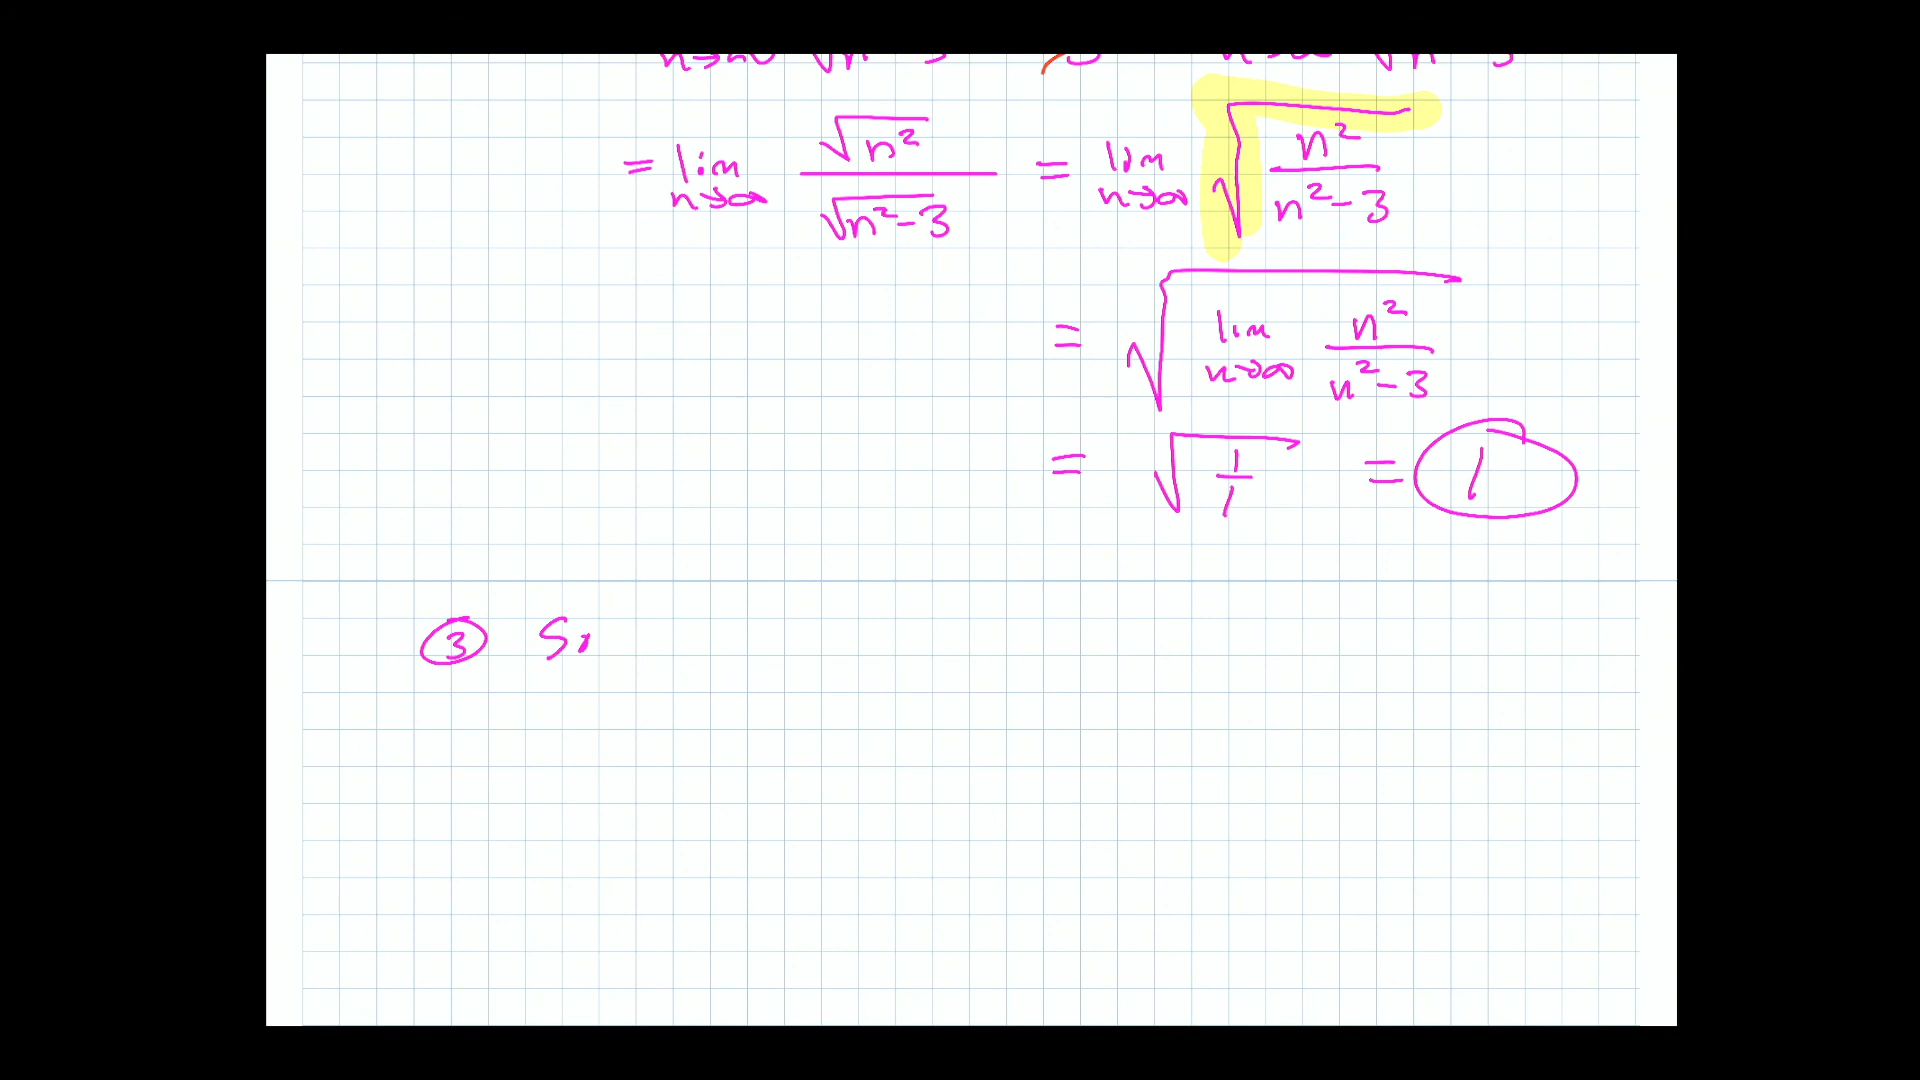 = lim n→∞ √n² / √n²-3 = lim n→∞ √ n² / n²-3
= √ lim n→∞ n² / n²-3
= √ 1/1 = 1
③